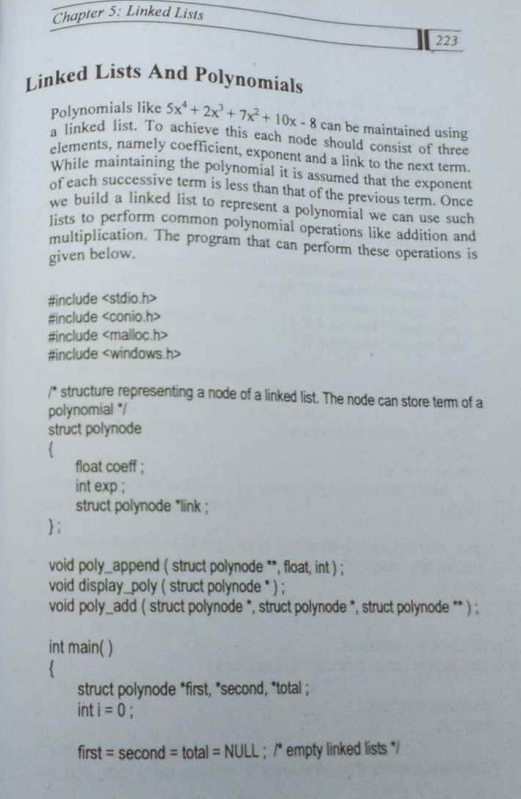 Chapter 5: Linked Lists
223
Linked Lists And Polynomials
Polynomials like 5x⁴ + 2x³ + 7x² + 10x - 8 can be maintained using
a linked list. To achieve this each node should consist of three
elements, namely coefficient, exponent and a link to the next term.
While maintaining the polynomial it is assumed that the exponent
of each successive term is less than that of the previous term. Once
we build a linked list to represent a polynomial we can use such
lists to perform common polynomial operations like addition and
multiplication. The program that can perform these operations is
given below.
#include <stdio.h>
#include <conio.h>
#include <malloc.h>
#include <windows.h>
/* structure representing a node of a linked list. The node can store term of a
polynomial */
struct polynode
{
float coeff ;
int exp ;
struct polynode *link ;
} ;
void poly_append ( struct polynode **, float, int ) ;
void display_poly ( struct polynode * ) ;
void poly_add ( struct polynode *, struct polynode *, struct polynode ** ) ;
int main( )
{
struct polynode *first, *second, *total ;
int i = 0 ;
first = second = total = NULL ; /* empty linked lists */